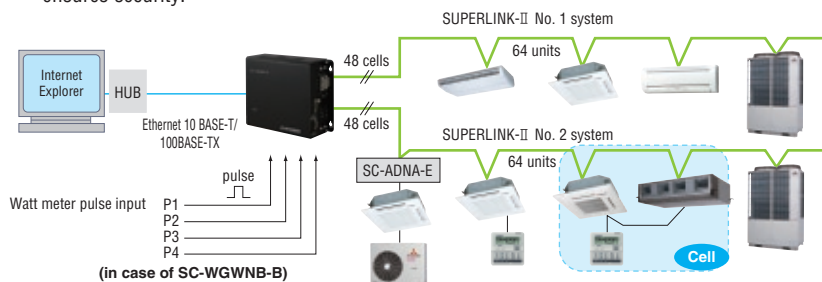 ensures security.
SUPERLINK-II No. 1 system
48 cells
64 units
Internet
Explorer
HUB
Ethernet 10 BASE-T/
100BASE-TX
48 cells
SUPERLINK-II No. 2 system
64 units
SC-ADNA-E
pulse
Watt meter pulse input
P1
P2
P3
P4
(in case of SC-WGWNB-B)
Cell